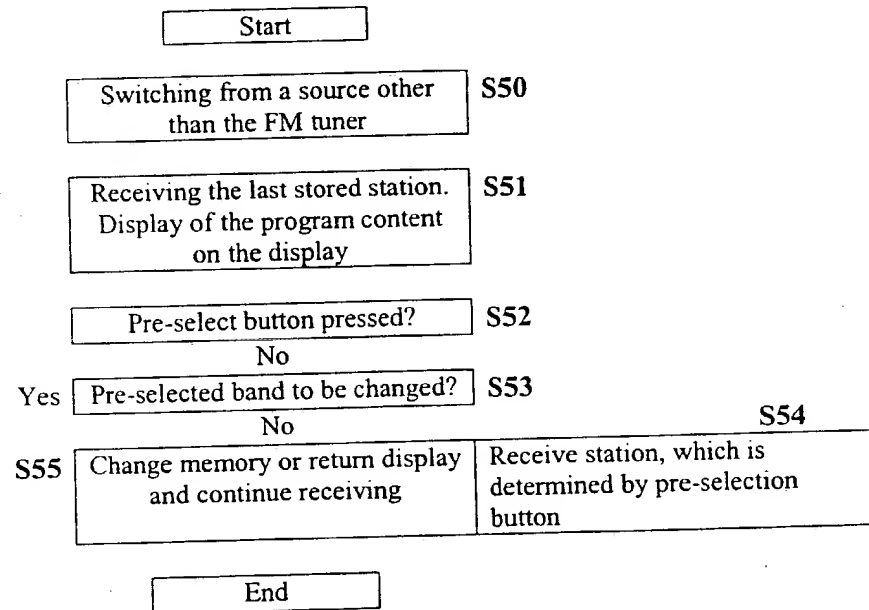 Start
Switching from a source other
than the FM tuner
S50
Receiving the last stored station.
Display of the program content
on the display
S51
Pre-select button pressed?
S52
No
Yes
Pre-selected band to be changed?
S53
No
S54
S55
Change memory or return display
and continue receiving
Receive station, which is
determined by pre-selection
button
End